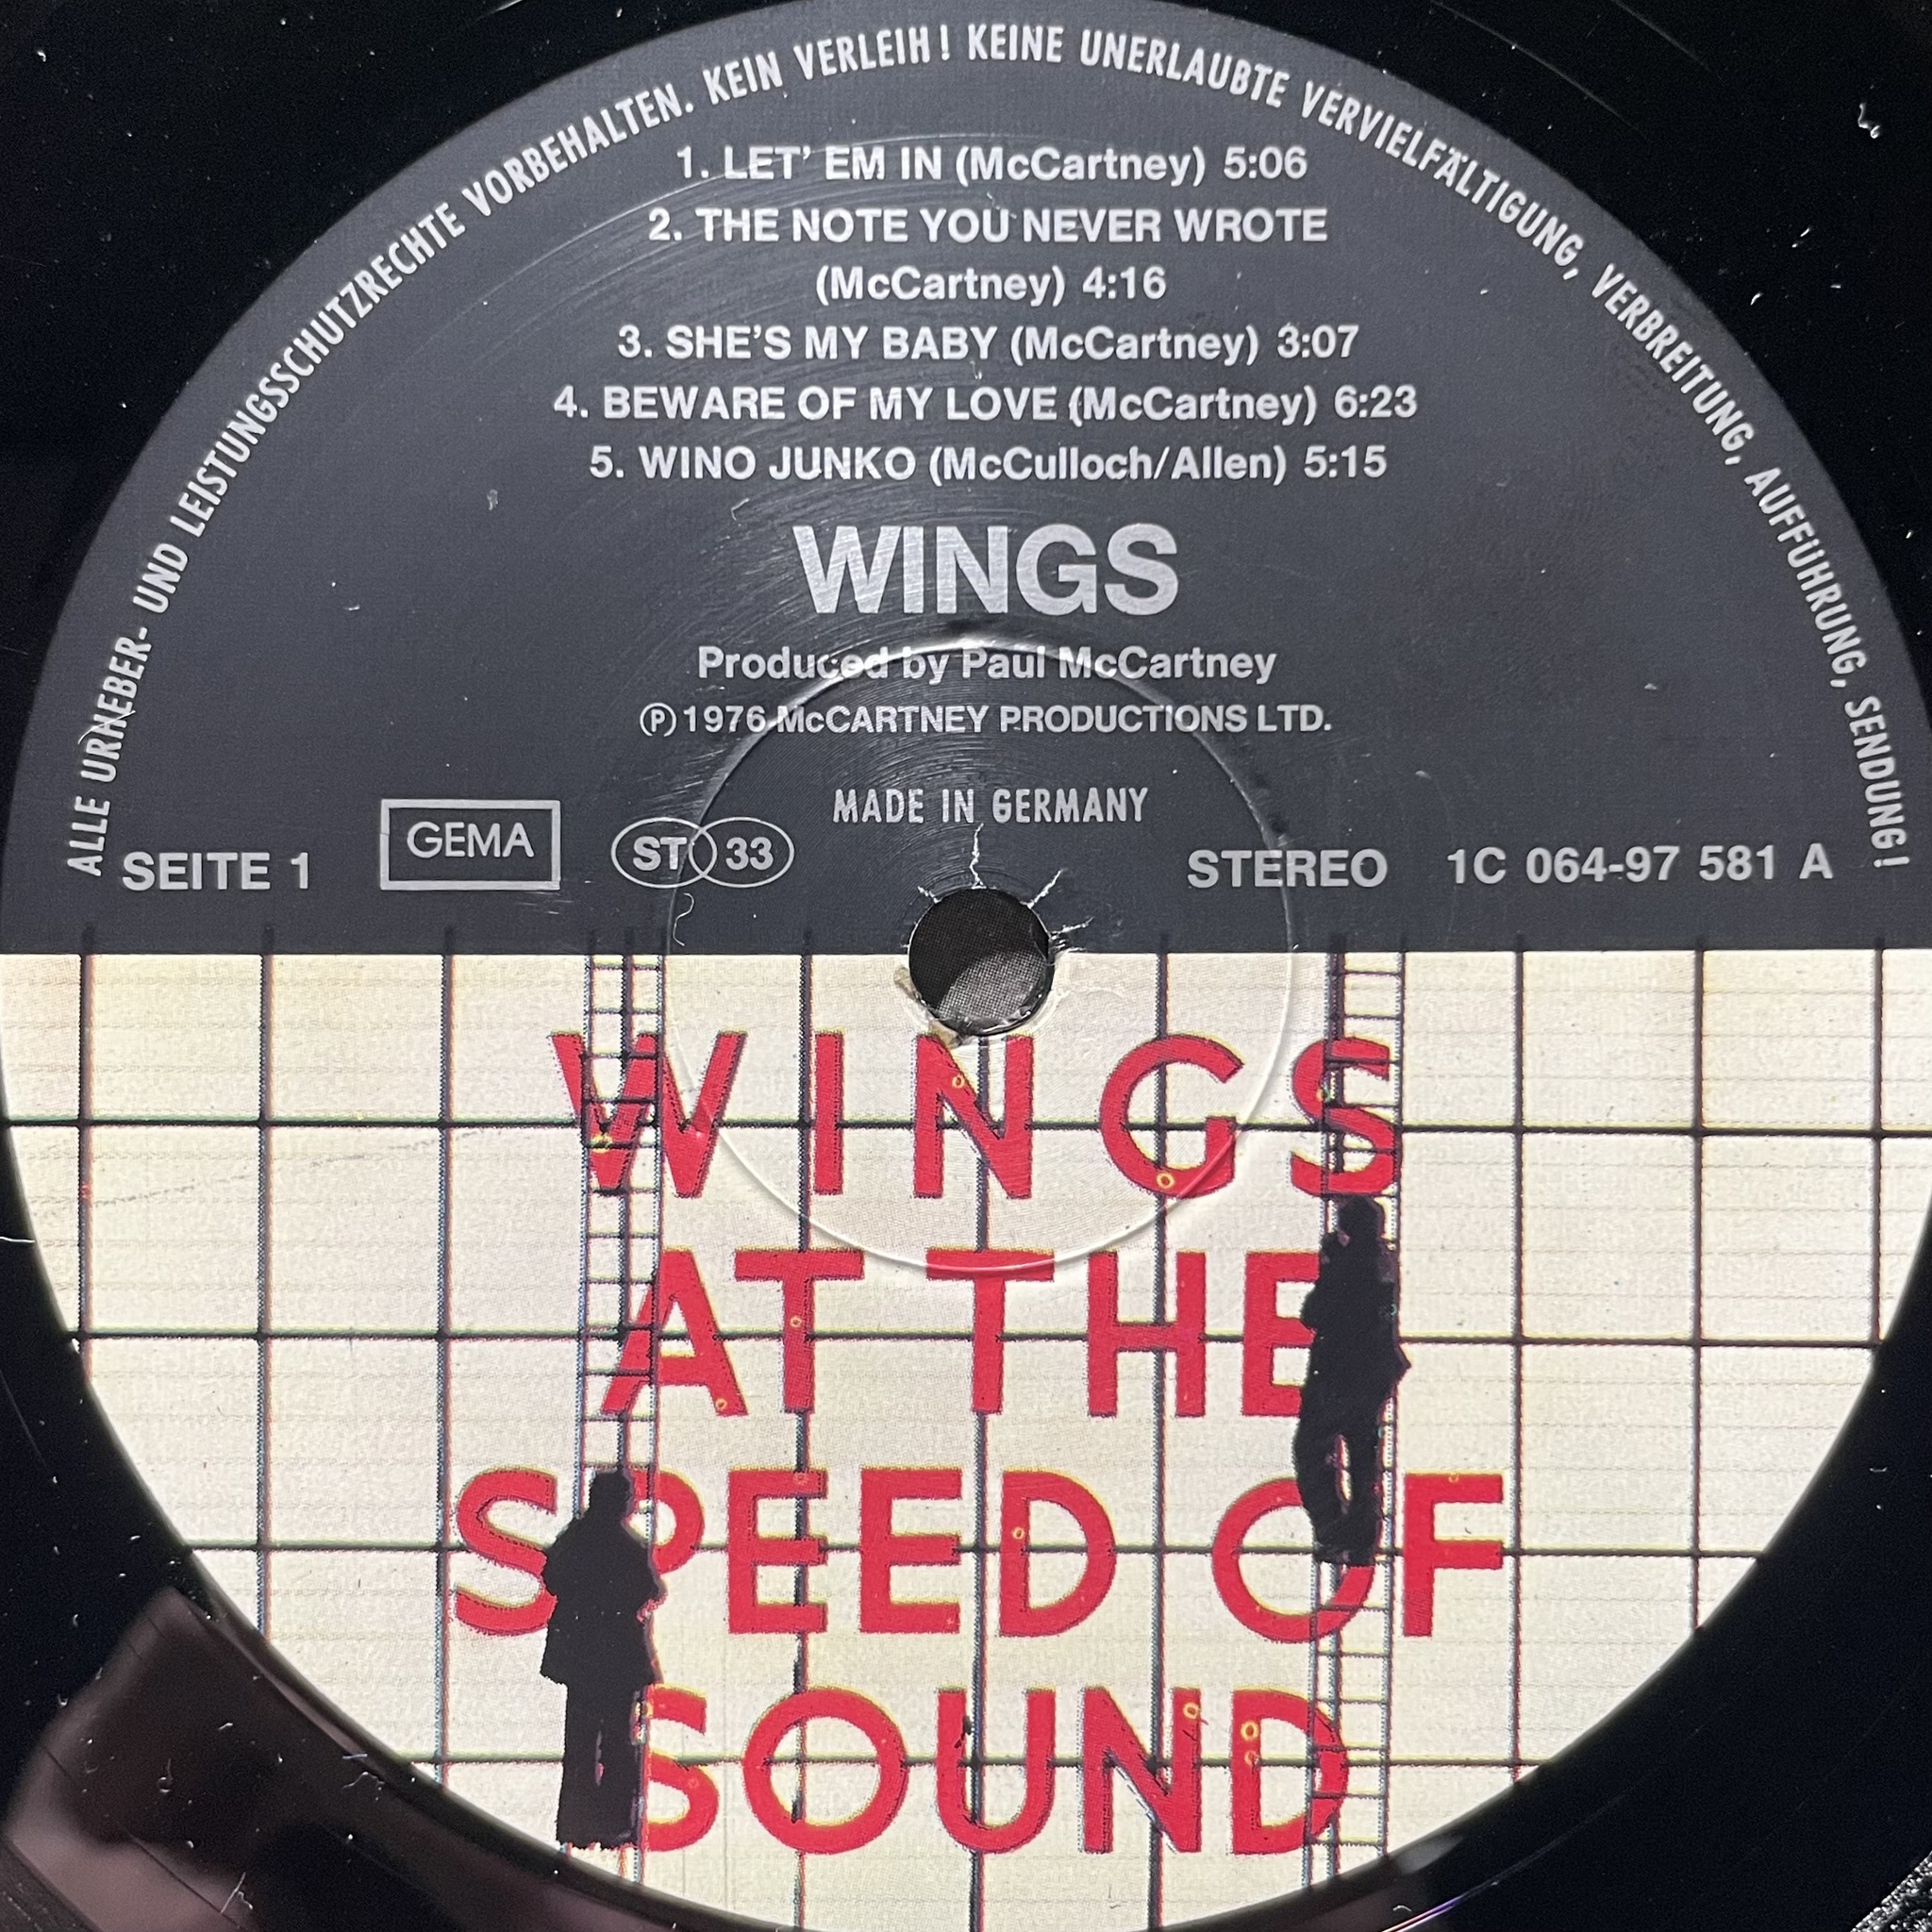 ALLE URHEBER- UND LEISTUNGSSCHUTZRECHTE VORBEHALTEN. KEIN VERLEIH! KEINE UNERLAUBTE VERVIELFÄLTIGUNG, VERBREITUNG, AUFFÜHRUNG, SENDUNG!
1. LET' EM IN (McCartney) 5:06
2. THE NOTE YOU NEVER WROTE
(McCartney) 4:16
3. SHE'S MY BABY (McCartney) 3:07
4. BEWARE OF MY LOVE (McCartney) 6:23
5. WINO JUNKO (McCulloch/Allen) 5:15
WINGS
Produced by Paul McCartney
℗ 1976 McCARTNEY PRODUCTIONS LTD.
MADE IN GERMANY
SEITE 1 GEMA ST 33 STEREO 1C 064-97 581 A
WINGS
AT THE
SPEED OF
SOUND